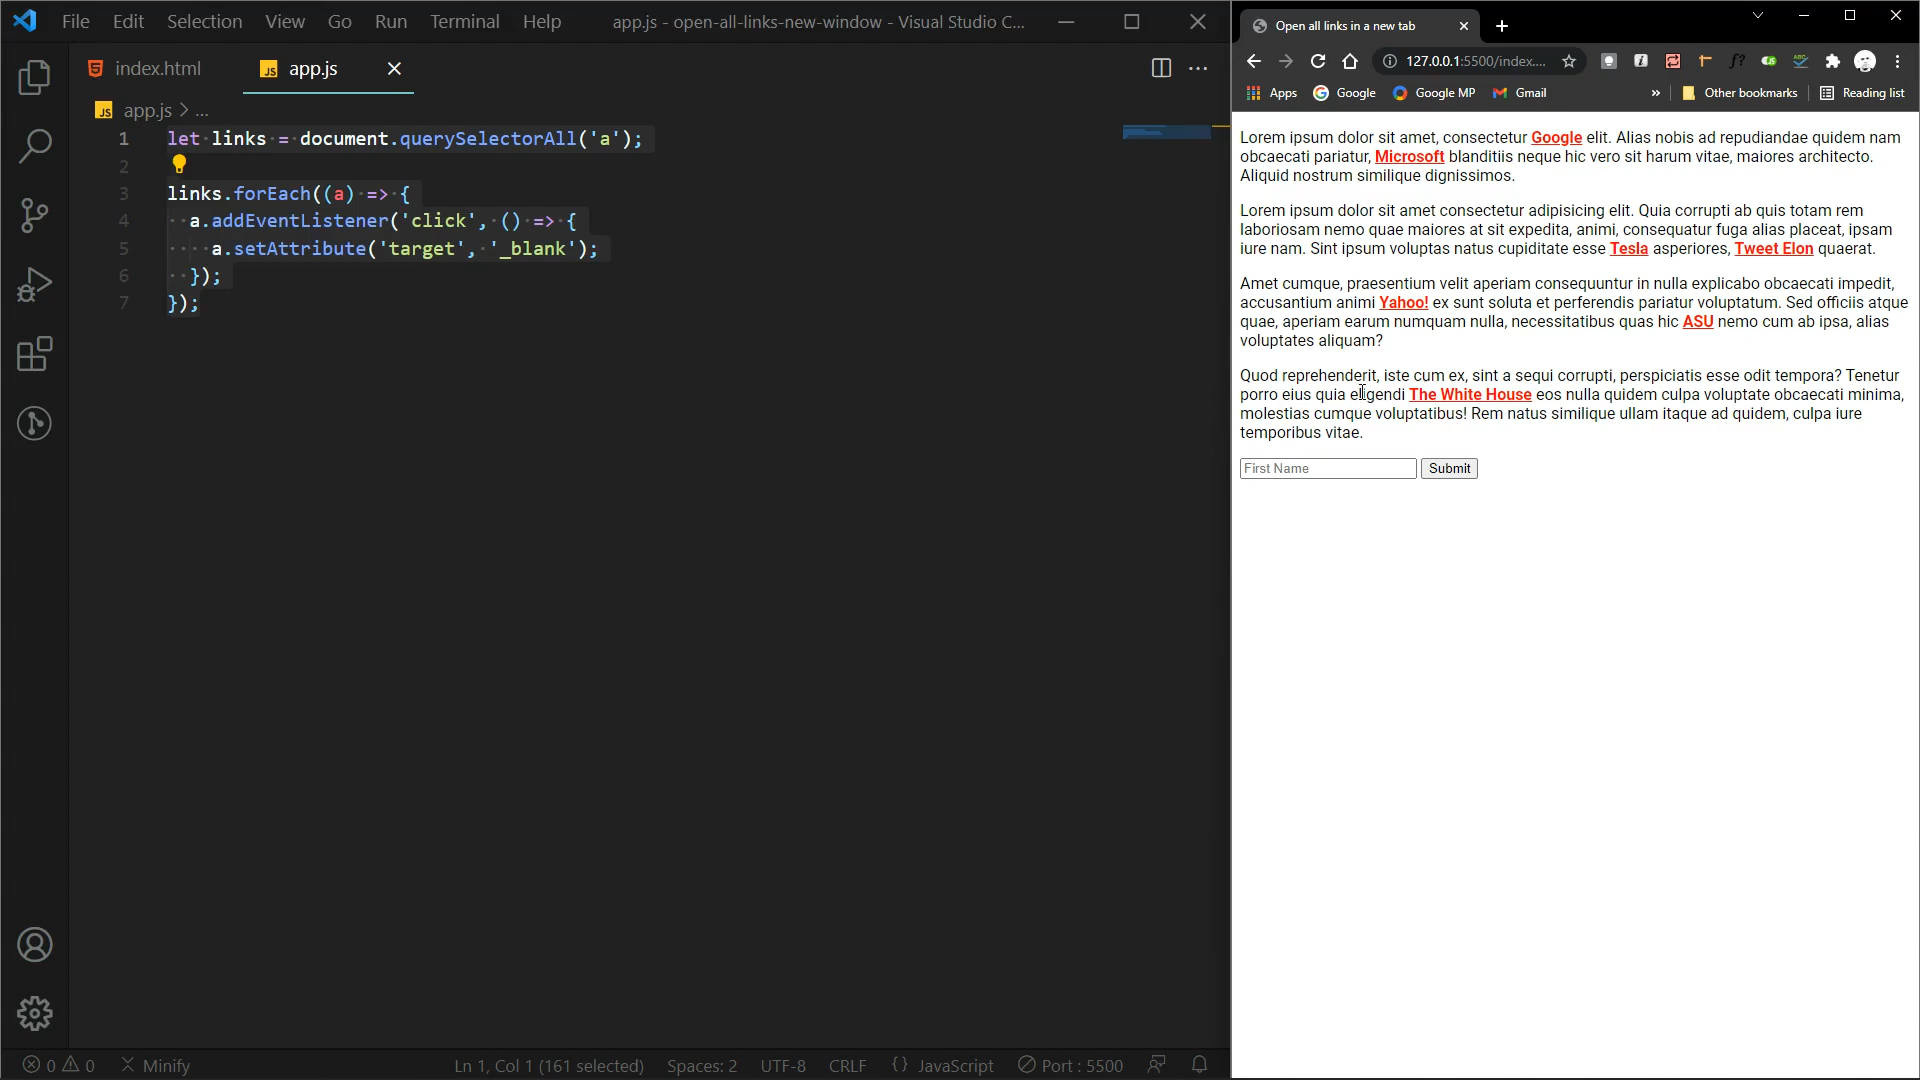 File Edit Selection View Go Run Terminal Help app.js - open-all-links-new-window - Visual Studio C...
index.html
JS app.js
JS app.js > ...
1 let links = document.querySelectorAll('a');
2
3 links.forEach((a) => {
4 a.addEventListener('click', () => {
5 a.setAttribute('target', '_blank');
6 });
7 });
0 0 Minify Ln 1, Col 1 (161 selected) Spaces: 2 UTF-8 CRLF {} JavaScript Port : 5500
Open all links in a new tab
127.0.0.1:5500/index....
Apps Google Google MP Gmail » Other bookmarks Reading list
Lorem ipsum dolor sit amet, consectetur Google elit. Alias nobis ad repudiandae quidem nam
obcaecati pariatur, Microsoft blanditiis neque hic vero sit harum vitae, maiores architecto.
Aliquid nostrum similique dignissimos.
Lorem ipsum dolor sit amet consectetur adipisicing elit. Quia corrupti ab quis totam rem
laboriosam nemo quae maiores at sit expedita, animi, consequatur fuga alias placeat, ipsam
iure nam. Sint ipsum voluptas natus cupiditate esse Tesla asperiores, Tweet Elon quaerat.
Amet cumque, praesentium velit aperiam consequuntur in nulla explicabo obcaecati impedit,
accusantium animi Yahoo! ex sunt soluta et perferendis pariatur voluptatum. Sed officiis atque
quae, aperiam earum numquam nulla, necessitatibus quas hic ASU nemo cum ab ipsa, alias
voluptates aliquam?
Quod reprehenderit, iste cum ex, sint a sequi corrupti, perspiciatis esse odit tempora? Tenetur
porro eius quia eligendi The White House eos nulla quidem culpa voluptate obcaecati minima,
molestias cumque voluptatibus! Rem natus similique ullam itaque ad quidem, culpa iure
temporibus vitae.
First Name Submit